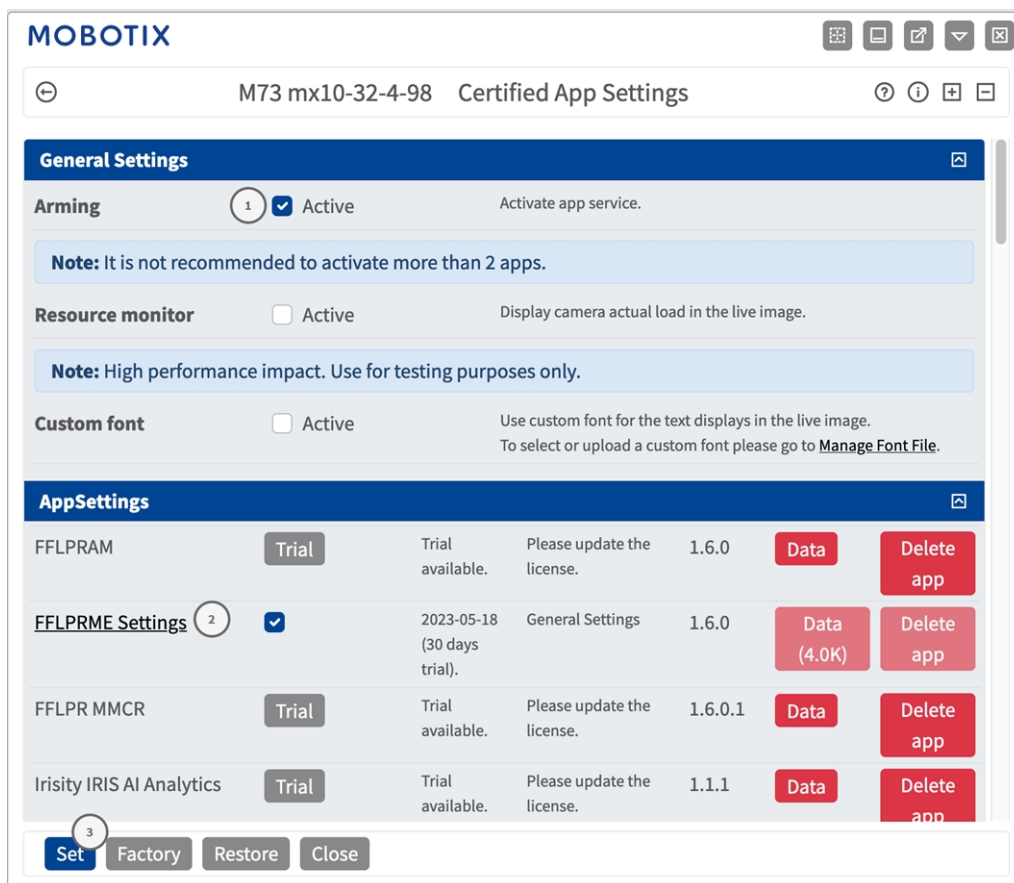 MOBOTIX
M73 mx10-32-4-98 Certified App Settings
General Settings
Arming 1 Active Activate app service.
Note: It is not recommended to activate more than 2 apps.
Resource monitor Active Display camera actual load in the live image.
Note: High performance impact. Use for testing purposes only.
Custom font Active Use custom font for the text displays in the live image.
To select or upload a custom font please go to Manage Font File.
AppSettings
FFLPRAM Trial Trial Please update the 1.6.0 Data Delete
available. license. app
FFLPRME Settings 2 2023-05-18 General Settings 1.6.0 Data Delete
(30 days (4.0K) app
trial).
FFLPR MMCR Trial Trial Please update the 1.6.0.1 Data Delete
available. license. app
Irisity IRIS AI Analytics Trial Trial Please update the 1.1.1 Data Delete
available. license. app
3
Set Factory Restore Close